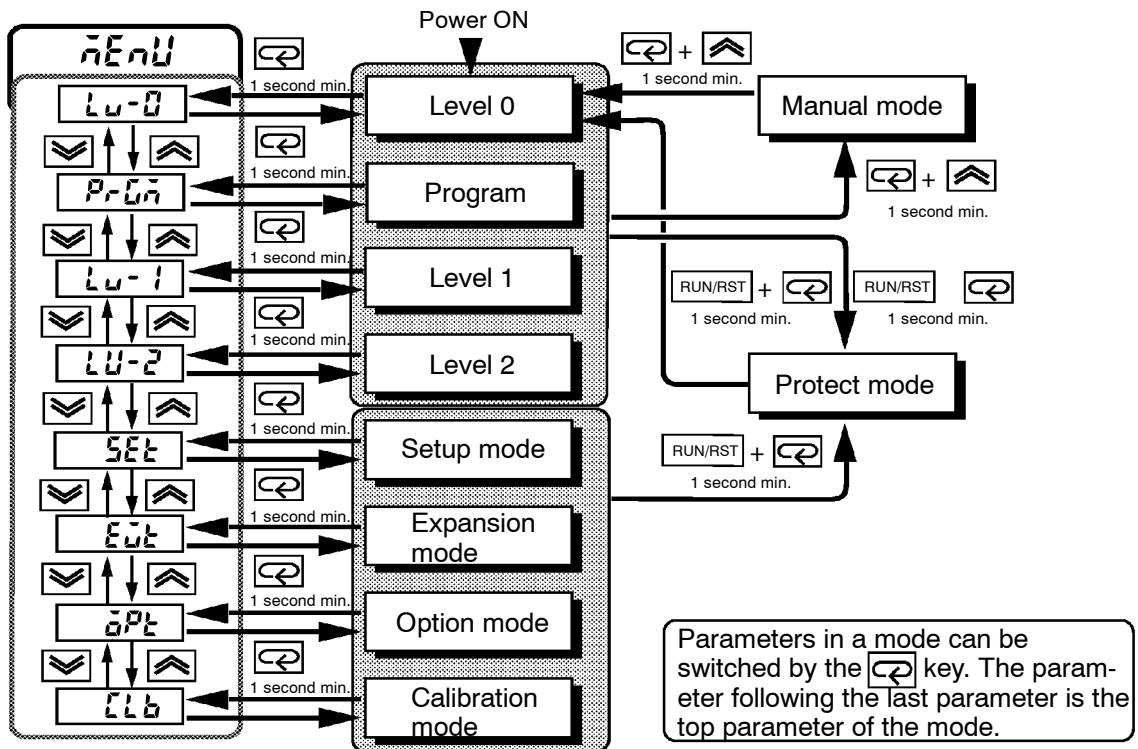 Power ON
mEnU
1 second min.
+
1 second min.
Lv-0
Level 0
Manual mode
1 second min.
PrGm
Program
+
1 second min.
1 second min.
Lv-1
Level 1
RUN/RST +
RUN/RST
1 second min.
1 second min.
1 second min.
LU-2
Level 2
Protect mode
1 second min.
SEt
Setup mode
RUN/RST +
1 second min.
1 second min.
EUt
Expansion
mode
1 second min.
oPt
Option mode
Parameters in a mode can be
switched by the key. The param-
eter following the last parameter is the
top parameter of the mode.
1 second min.
CLb
Calibration
mode